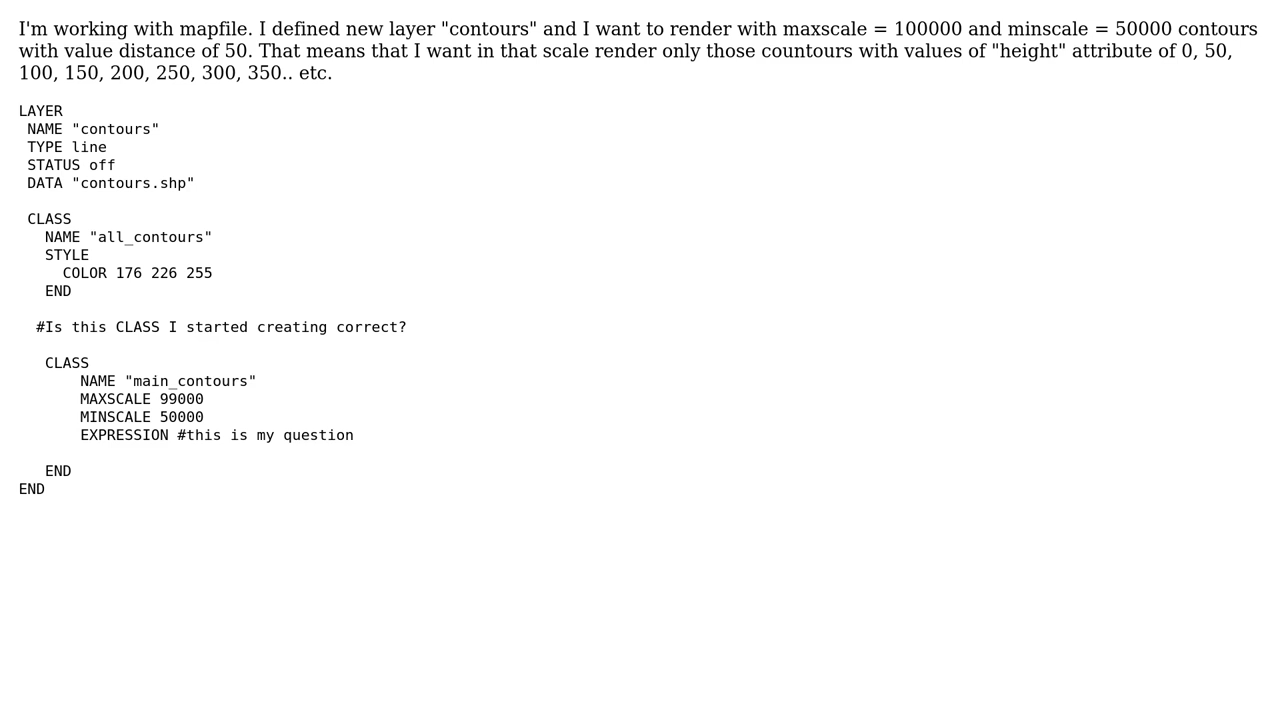 I'm working with mapfile. I defined new layer "contours" and I want to render with maxscale = 100000 and minscale = 50000 contours
with value distance of 50. That means that I want in that scale render only those countours with values of "height" attribute of 0, 50,
100, 150, 200, 250, 300, 350.. etc.
LAYER
NAME "contours"
TYPE line
STATUS off
DATA "contours.shp"
CLASS
NAME "all_contours"
STYLE
COLOR 176 226 255
END
#Is this CLASS I started creating correct?
CLASS
NAME "main_contours"
MAXSCALE 99000
MINSCALE 50000
EXPRESSION #this is my question
END
END